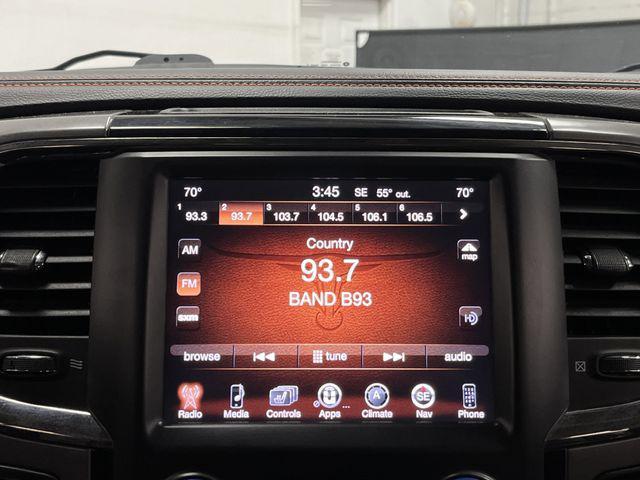 70° 3:45 SE 55° out. 70°
1 93.3 2 93.7 3 103.7 4 104.5 5 106.1 6 106.5
Country
AM 93.7 map
FM BAND B93
sxm
browse tune audio
A SE
Radio Media Controls Apps Climate Nav Phone